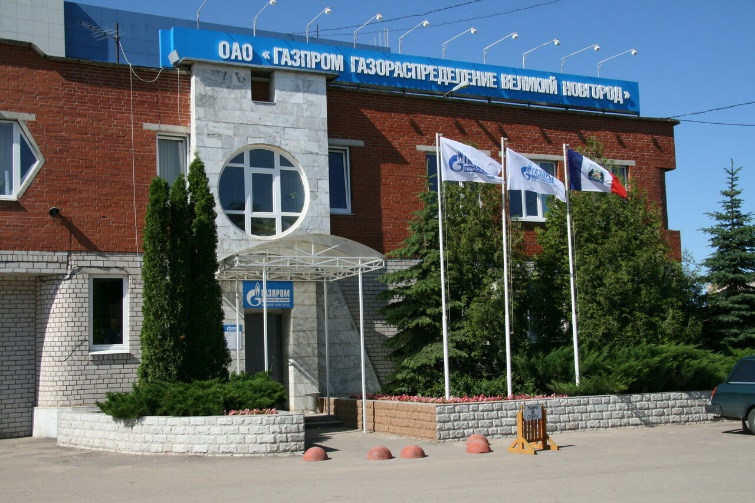 ОАО «ГАЗПРОМ ГАЗОРАСПРЕДЕЛЕНИЕ ВЕЛИКИЙ НОВГОРОД»
ГАЗПРОМ